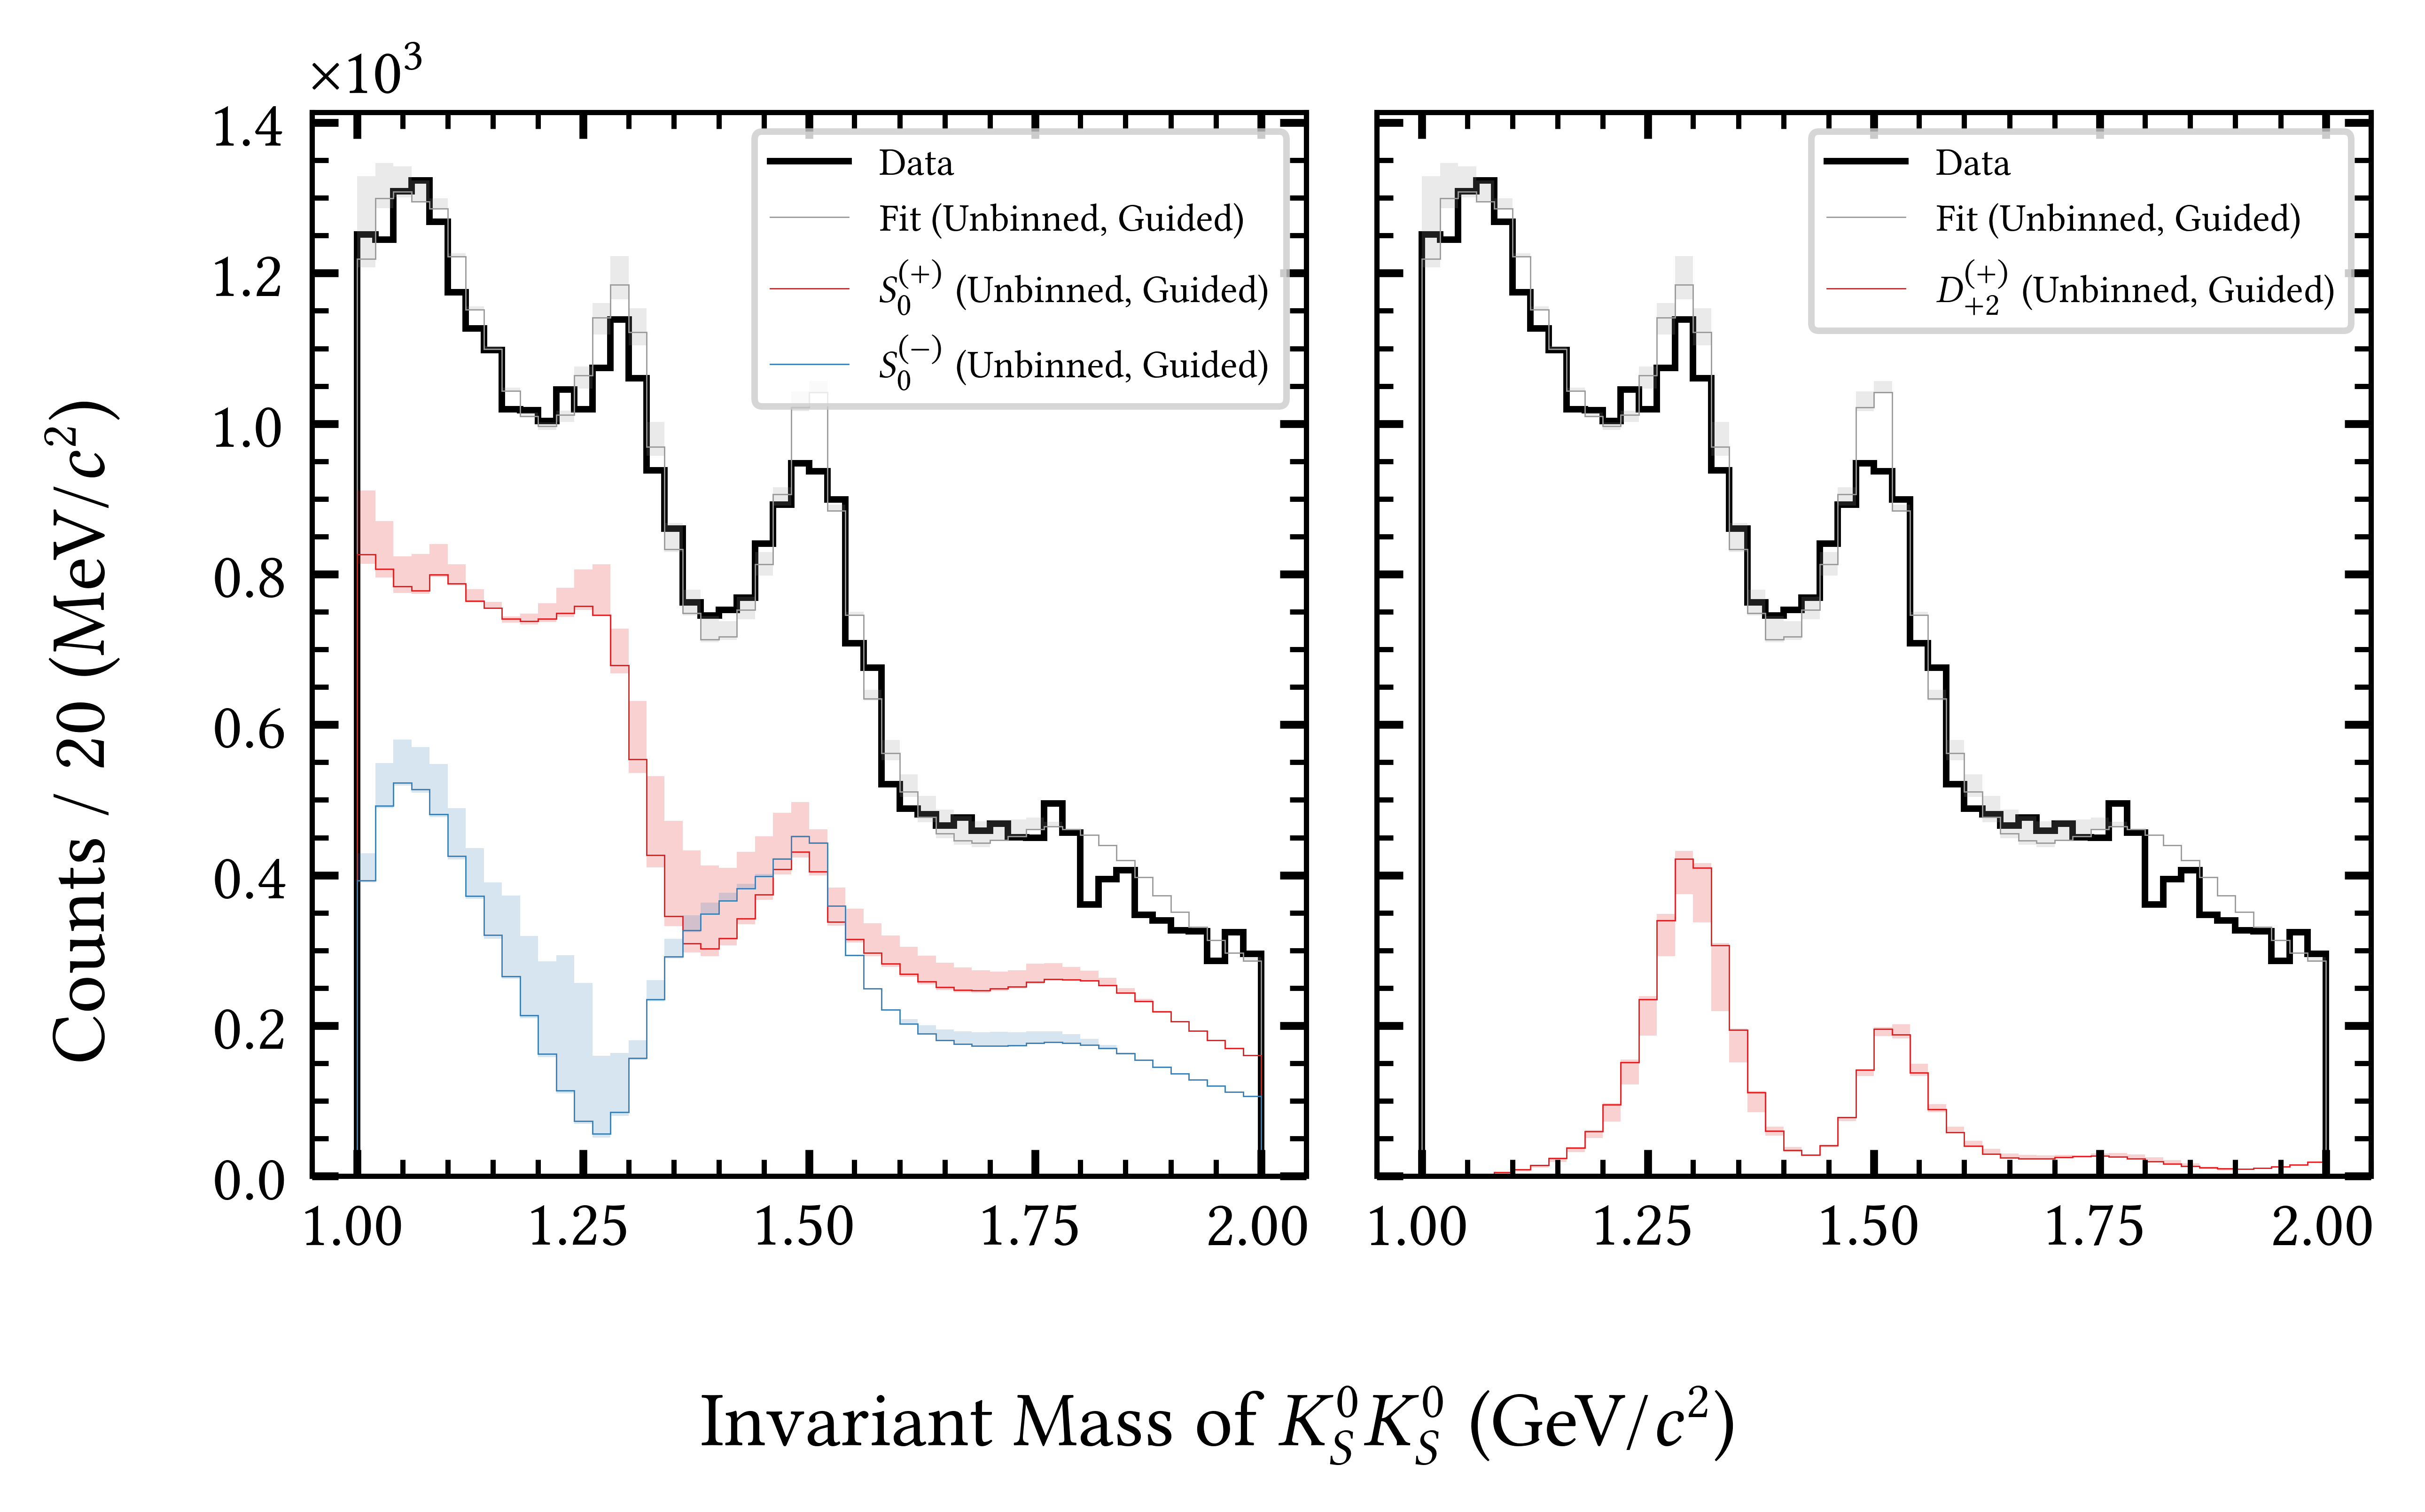 ×10³
1.4
1.2
1.0
0.8
0.6
0.4
0.2
0.0
Counts / 20 (MeV/c²)
Data
Fit (Unbinned, Guided)
S₀⁽⁺⁾ (Unbinned, Guided)
S₀⁽⁻⁾ (Unbinned, Guided)
1.00 1.25 1.50 1.75 2.00
Data
Fit (Unbinned, Guided)
D₊₂⁽⁺⁾ (Unbinned, Guided)
1.00 1.25 1.50 1.75 2.00
Invariant Mass of K_S⁰K_S⁰ (GeV/c²)